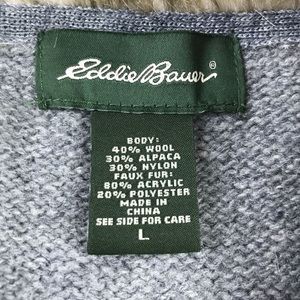 Eddie Bauer®
BODY:
40% WOOL
30% ALPACA
30% NYLON
FAUX FUR:
80% ACRYLIC
20% POLYESTER
MADE IN
CHINA
SEE SIDE FOR CARE
L